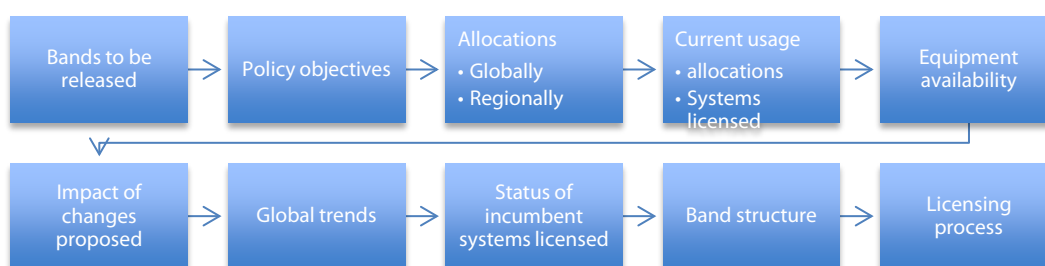 Bands to be
released
Policy objectives
Allocations
• Globally
• Regionally
Current usage
• allocations
• Systems
licensed
Equipment
availability
Impact of
changes
proposed
Global trends
Status of
incumbent
systems licensed
Band structure
Licensing
process